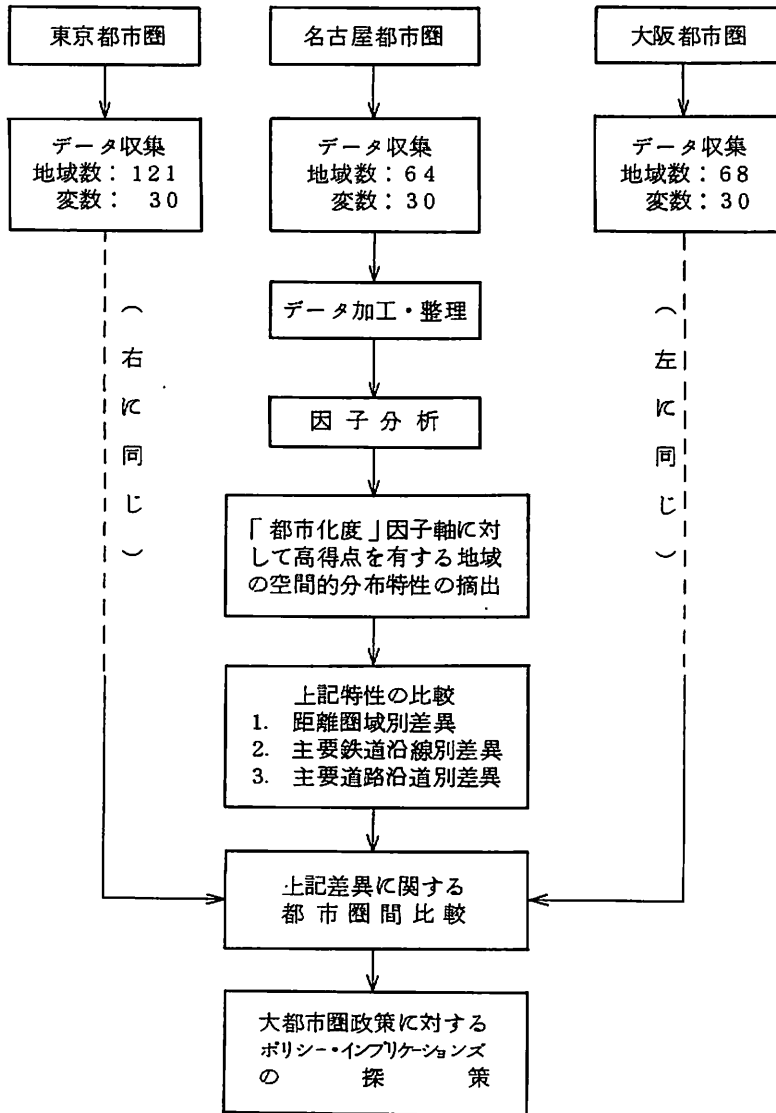 東京都市圏
名古屋都市圏
大阪都市圏
データ収集
地域数：121
変数： 30
データ収集
地域数：64
変数：30
データ収集
地域数：68
変数：30
データ加工・整理
因子分析
（右に同じ）
（左に同じ）
「都市化度」因子軸に対
して高得点を有する地域
の空間的分布特性の摘出
上記特性の比較
1. 距離圏域別差異
2. 主要鉄道沿線別差異
3. 主要道路沿道別差異
上記差異に関する
都市圏間比較
大都市圏政策に対する
ポリシー・インプリケーションズ
の探策